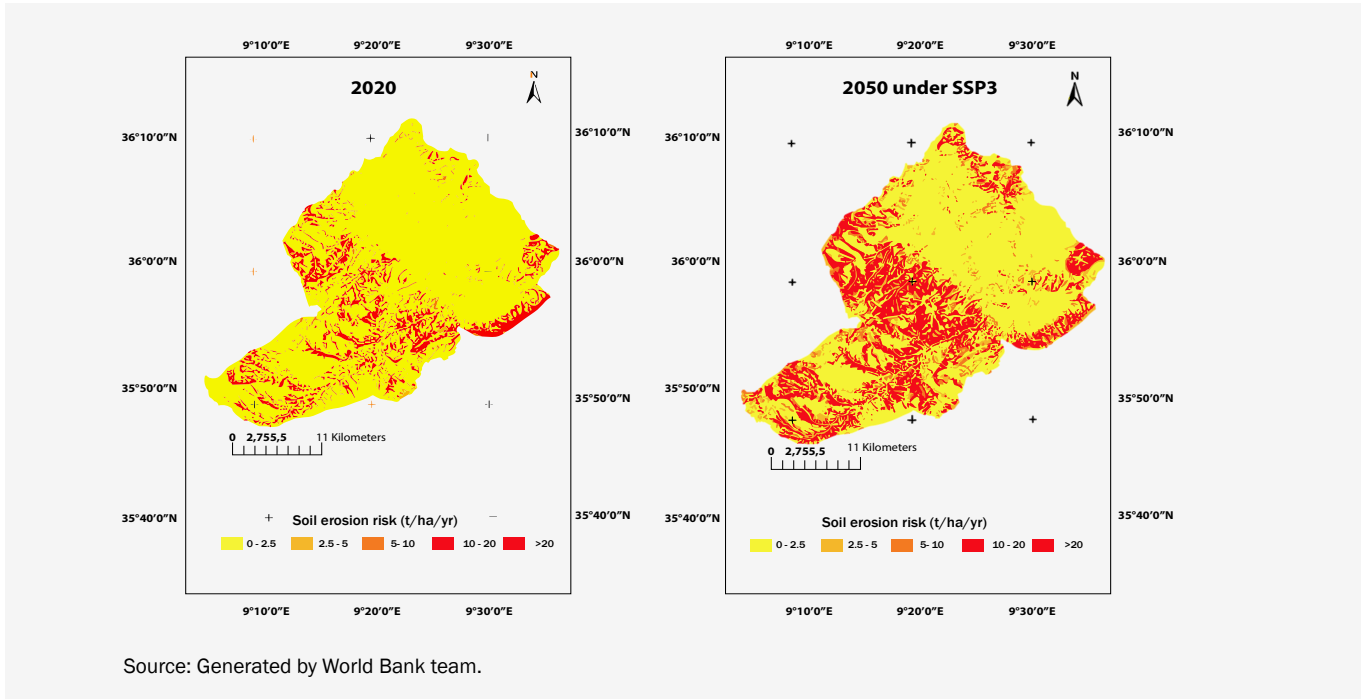 9°10'0"E 9°20'0"E 9°30'0"E
2020
N
36°10'0"N 36°10'0"N
36°0'0"N 36°0'0"N
35°50'0"N 35°50'0"N
0 2,755,5 11 Kilometers
35°40'0"N 35°40'0"N
Soil erosion risk (t/ha/yr)
0 - 2.5 2.5 - 5 5- 10 10 - 20 >20
9°10'0"E 9°20'0"E 9°30'0"E
9°10'0"E 9°20'0"E 9°30'0"E
2050 under SSP3
N
36°10'0"N 36°10'0"N
36°0'0"N 36°0'0"N
35°50'0"N 35°50'0"N
0 2,755,5 11 Kilometers
35°40'0"N 35°40'0"N
Soil erosion risk (t/ha/yr)
0 - 2.5 2.5 - 5 5- 10 10 - 20 >20
9°10'0"E 9°20'0"E 9°30'0"E
Source: Generated by World Bank team.